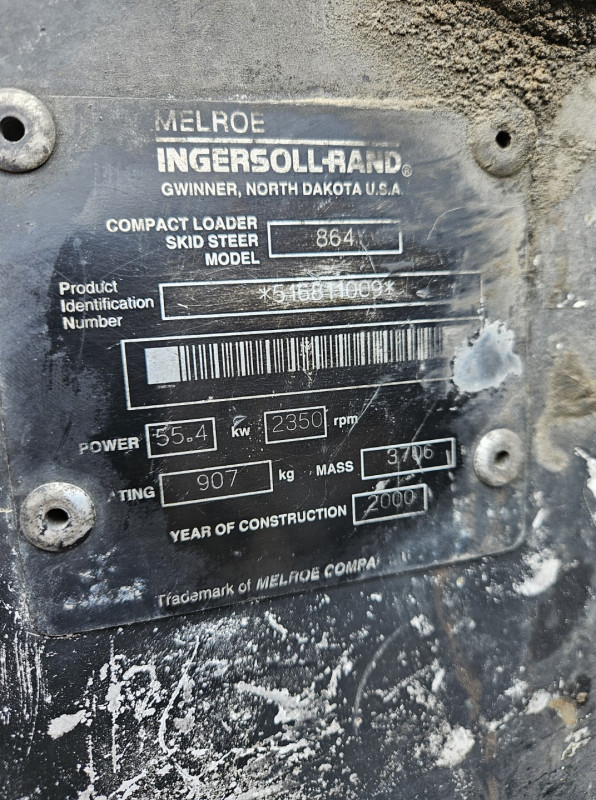 MELROE
INGERSOLL-RAND®
GWINNER, NORTH DAKOTA U.S.A.
COMPACT LOADER
SKID STEER
MODEL 864
Product
Identification
Number *516811009*
POWER 55.4 kw 2350 rpm
ATING 907 kg MASS 3706
YEAR OF CONSTRUCTION 2000
Trademark of MELROE COMPA